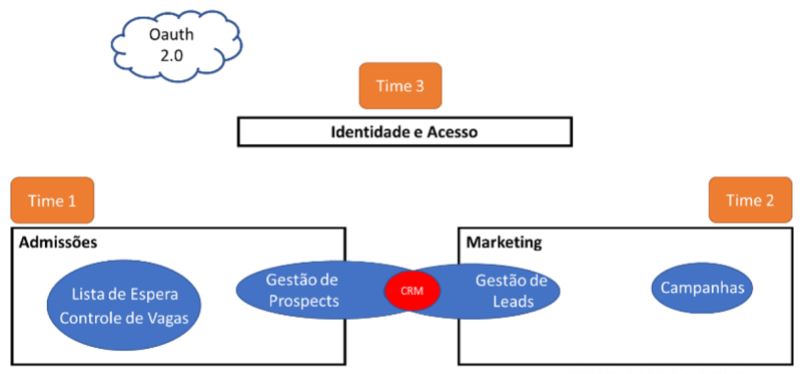 Oauth
2.0
Time 3
Identidade e Acesso
Time 1
Time 2
Admissões
Marketing
Lista de Espera
Controle de Vagas
Gestão de
Prospects
CRM
Gestão de
Leads
Campanhas